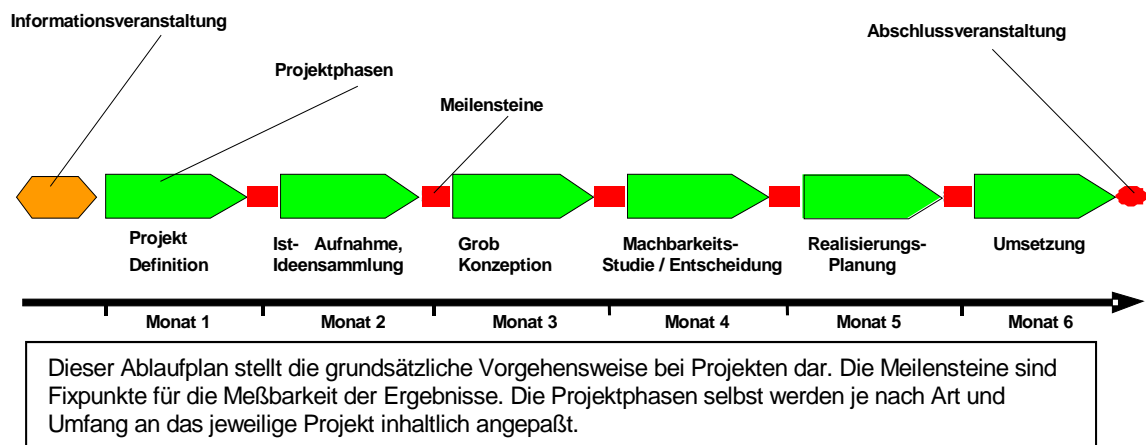 Informationsveranstaltung
Abschlussveranstaltung
Projektphasen
Meilensteine
Projekt
Definition
Ist- Aufnahme,
Ideensammlung
Grob
Konzeption
Machbarkeits-
Studie / Entscheidung
Realisierungs-
Planung
Umsetzung
Monat 1
Monat 2
Monat 3
Monat 4
Monat 5
Monat 6
Dieser Ablaufplan stellt die grundsätzliche Vorgehensweise bei Projekten dar. Die Meilensteine sind
Fixpunkte für die Meßbarkeit der Ergebnisse. Die Projektphasen selbst werden je nach Art und
Umfang an das jeweilige Projekt inhaltlich angepaßt.